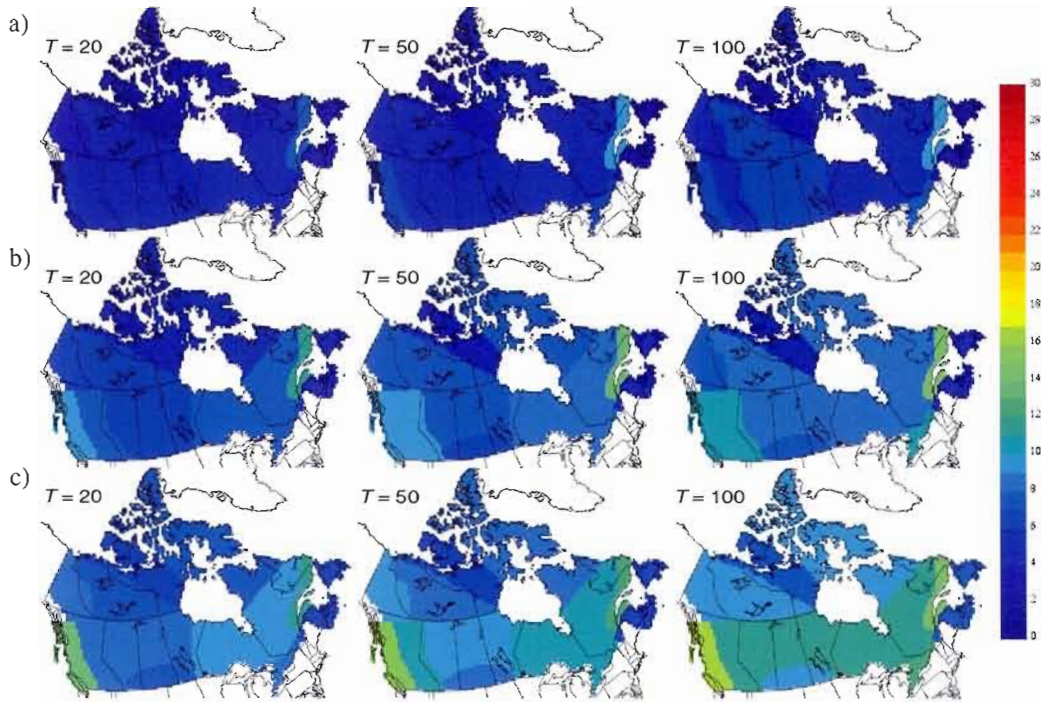 a)
T = 20
T = 50
T = 100
b)
T = 20
T = 50
T = 100
c)
T = 20
T = 50
T = 100
30
28
26
24
22
20
18
16
14
12
10
8
6
4
2
0